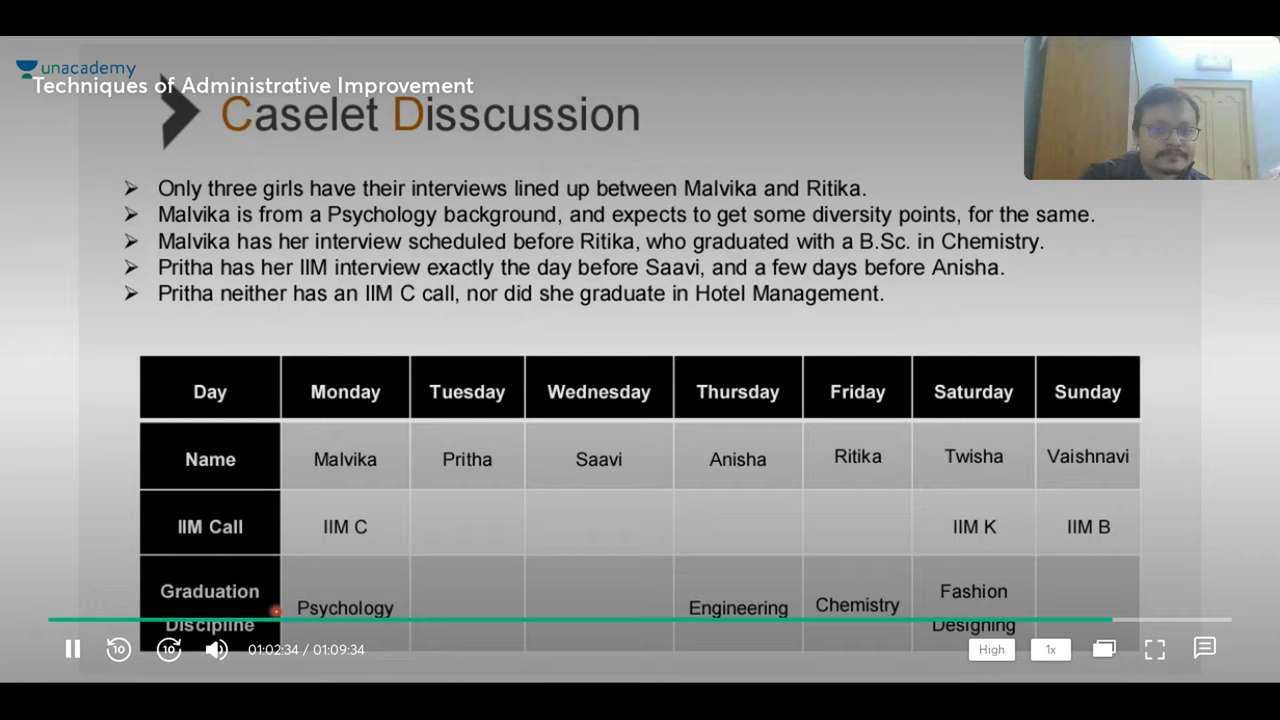 unacademy
Techniques of Administrative Improvement
Caselet Disscussion
Only three girls have their interviews lined up between Malvika and Ritika.
Malvika is from a Psychology background, and expects to get some diversity points, for the same.
Malvika has her interview scheduled before Ritika, who graduated with a B.Sc. in Chemistry.
Pritha has her IIM interview exactly the day before Saavi, and a few days before Anisha.
Pritha neither has an IIM C call, nor did she graduate in Hotel Management.
Day Monday Tuesday Wednesday Thursday Friday Saturday Sunday
Name Malvika Pritha Saavi Anisha Ritika Twisha Vaishnavi
IIM Call IIM C IIM K IIM B
Graduation Discipline Psychology Engineering Chemistry Fashion Designing
10 10 01:02:34 / 01:09:34 High 1x